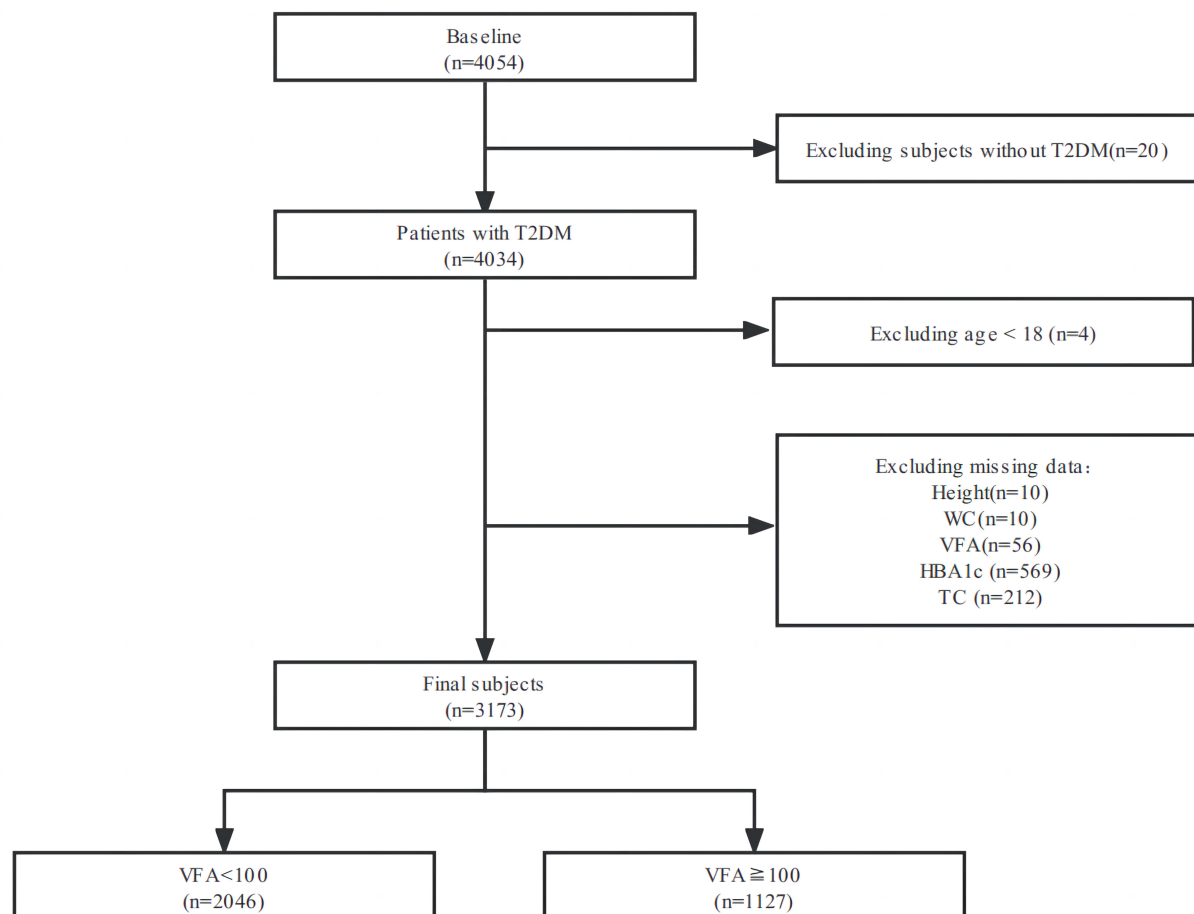 Baseline
(n=4054)
Excluding subjects without T2DM(n=20)
Patients with T2DM
(n=4034)
Excluding age < 18 (n=4)
Excluding missing data：
Height(n=10)
WC(n=10)
VFA(n=56)
HBA1c (n=569)
TC (n=212)
Final subjects
(n=3173)
VFA<100
(n=2046)
VFA≧100
(n=1127)